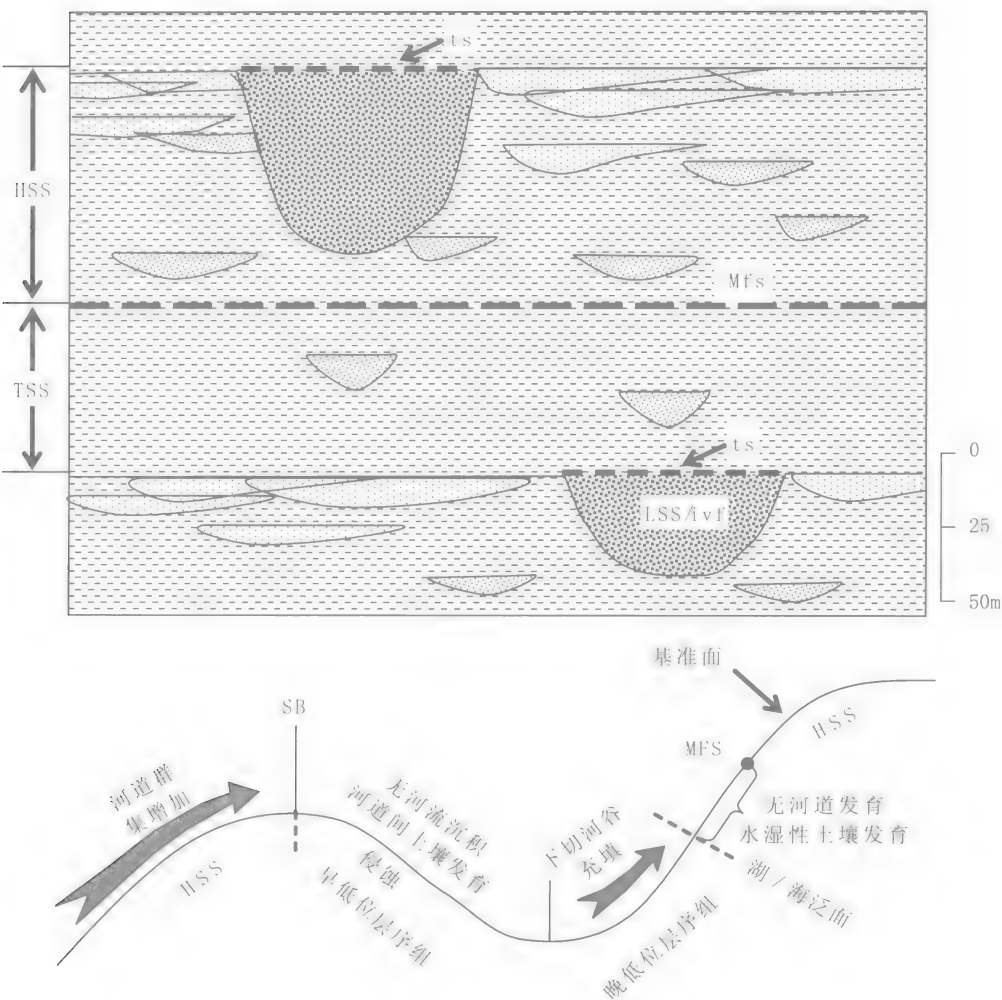 ts
HSS
Mfs
TSS
ts
LSS/ivf
0
25
50m
基准面
SB
HSS
MFS
河道群
集增加
无河流沉积
河道间土壤发育
下切河谷
充填
无河道发育
水湿性土壤发育
HSS
侵蚀
早低位层序组
湖/海泛面
晚低位层序组